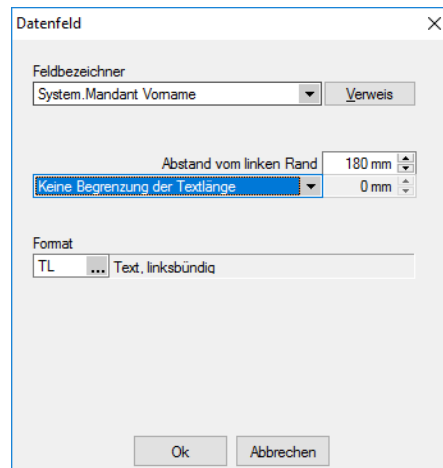 Datenfeld
Feldbezeichner
System.Mandant Vorname
Verweis
Abstand vom linken Rand 180 mm
Keine Begrenzung der Textlänge 0 mm
Format
TL ... Text, linksbündig
Ok Abbrechen